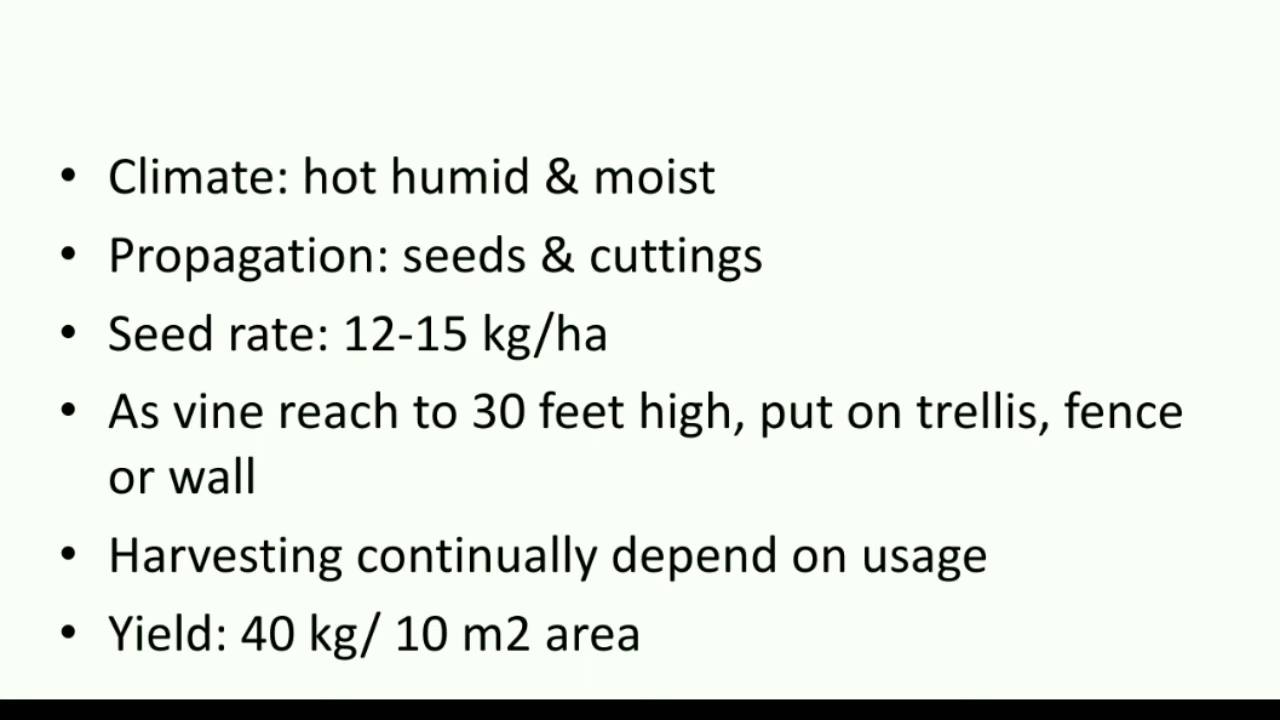 • Climate: hot humid & moist
• Propagation: seeds & cuttings
• Seed rate: 12-15 kg/ha
• As vine reach to 30 feet high, put on trellis, fence
or wall
• Harvesting continually depend on usage
• Yield: 40 kg/ 10 m2 area